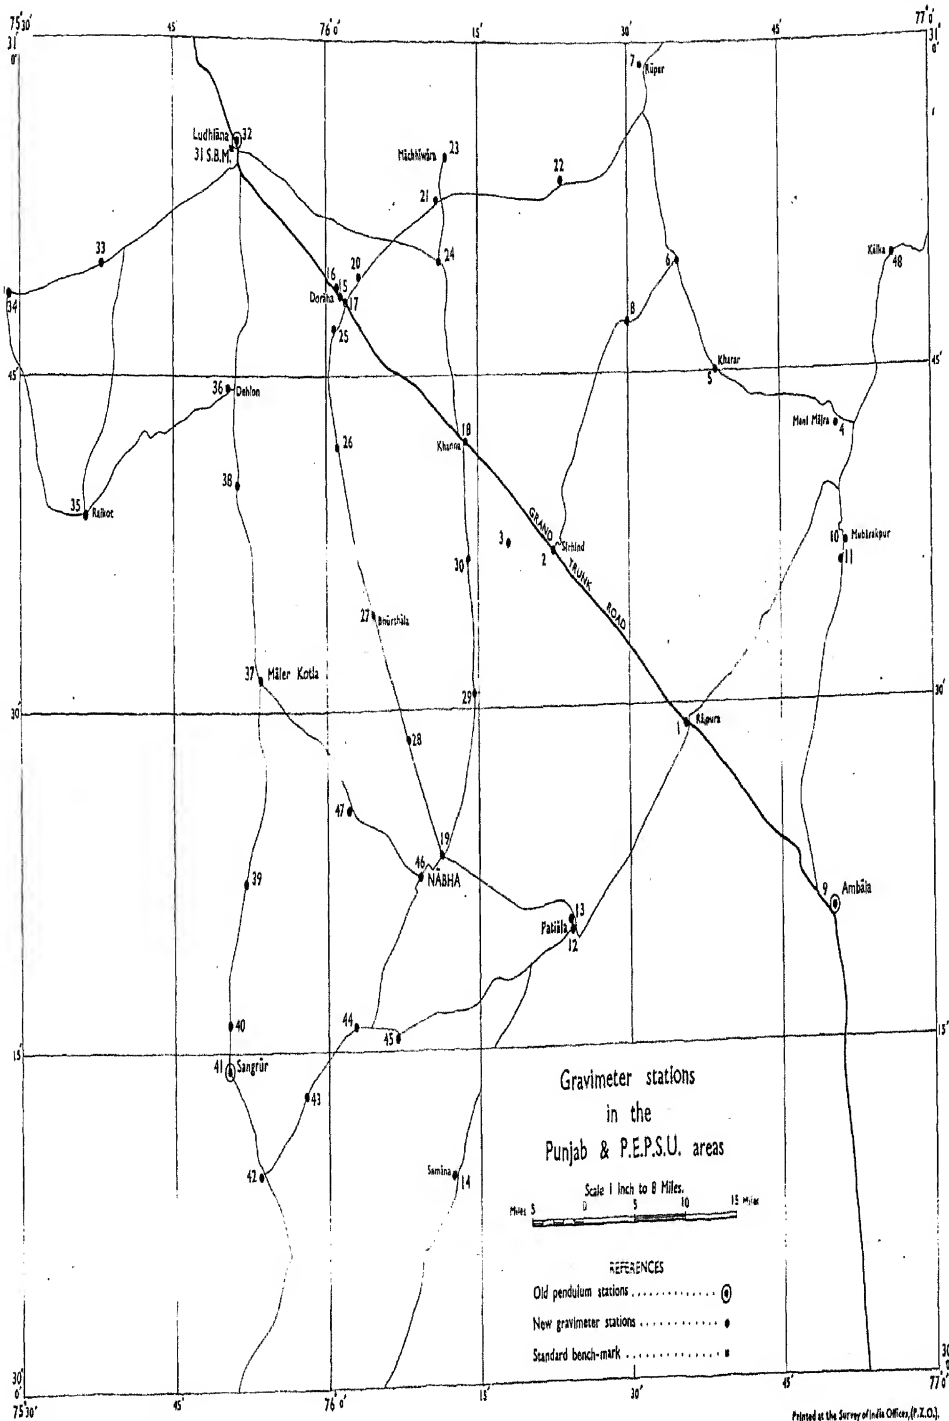 75°30'
45'
76°0'
15'
30'
45'
77°0'
31°
0'
31°
0'
7
Rūpar
Ludhiāna
32
31 S.B.M.
Māchhīwāra
23
22
21
33
34
24
20
16
15
Dorāha
17
25
6
8
Kālka
48
45'
45'
Kharar
5
36
Dehlon
Mani Mājra
4
18
Khanna
26
38
35
Raikot
GRAND
TRUNK
ROAD
3
2
Sirhind
10
Mubārakpur
11
30
27
37
Māler Kotla
29
30'
30'
1
Rājpura
28
47
19
46
NĀBHA
39
9
Ambāla
13
Patiāla
12
40
44
45
15'
15'
41
Sangrūr
43
42
Samāna
14
Gravimeter stations
in the
Punjab & P.E.P.S.U. areas
Scale 1 Inch to 8 Miles.
Miles 5 0 5 10 15 Miles
REFERENCES
Old pendulum stations
New gravimeter stations
Standard bench-mark
30'
0°
30
75°30'
45'
76°0'
15'
30'
45'
77°0'
Printed at the Survey of India Offices, (P.Z.O.).